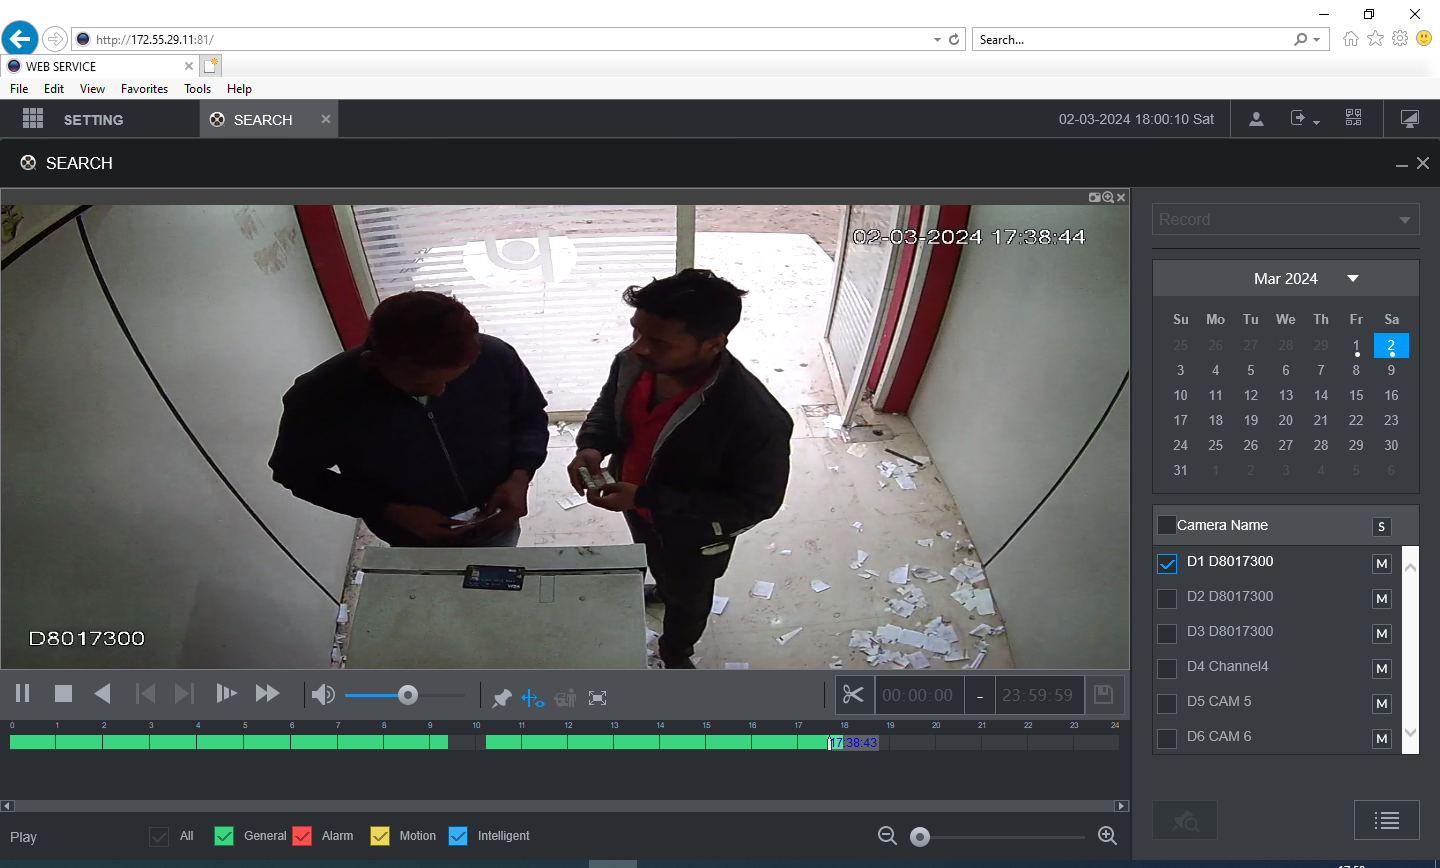 http://172.55.29.11:81/
Search...
WEB SERVICE
File Edit View Favorites Tools Help
SETTING
SEARCH
02-03-2024 18:00:10 Sat
SEARCH
02-03-2024 17:38:44
D8017300
Record
Mar 2024
Su Mo Tu We Th Fr Sa
25 26 27 28 29 1 2
3 4 5 6 7 8 9
10 11 12 13 14 15 16
17 18 19 20 21 22 23
24 25 26 27 28 29 30
31 1 2 3 4 5 6
Camera Name S
D1 D8017300 M
D2 D8017300 M
D3 D8017300 M
D4 Channel4 M
D5 CAM 5 M
D6 CAM 6 M
00:00:00 - 23:59:59
0 1 2 3 4 5 6 7 8 9 10 11 12 13 14 15 16 17 18 19 20 21 22 23 24
17:38:43
Play All General Alarm Motion Intelligent